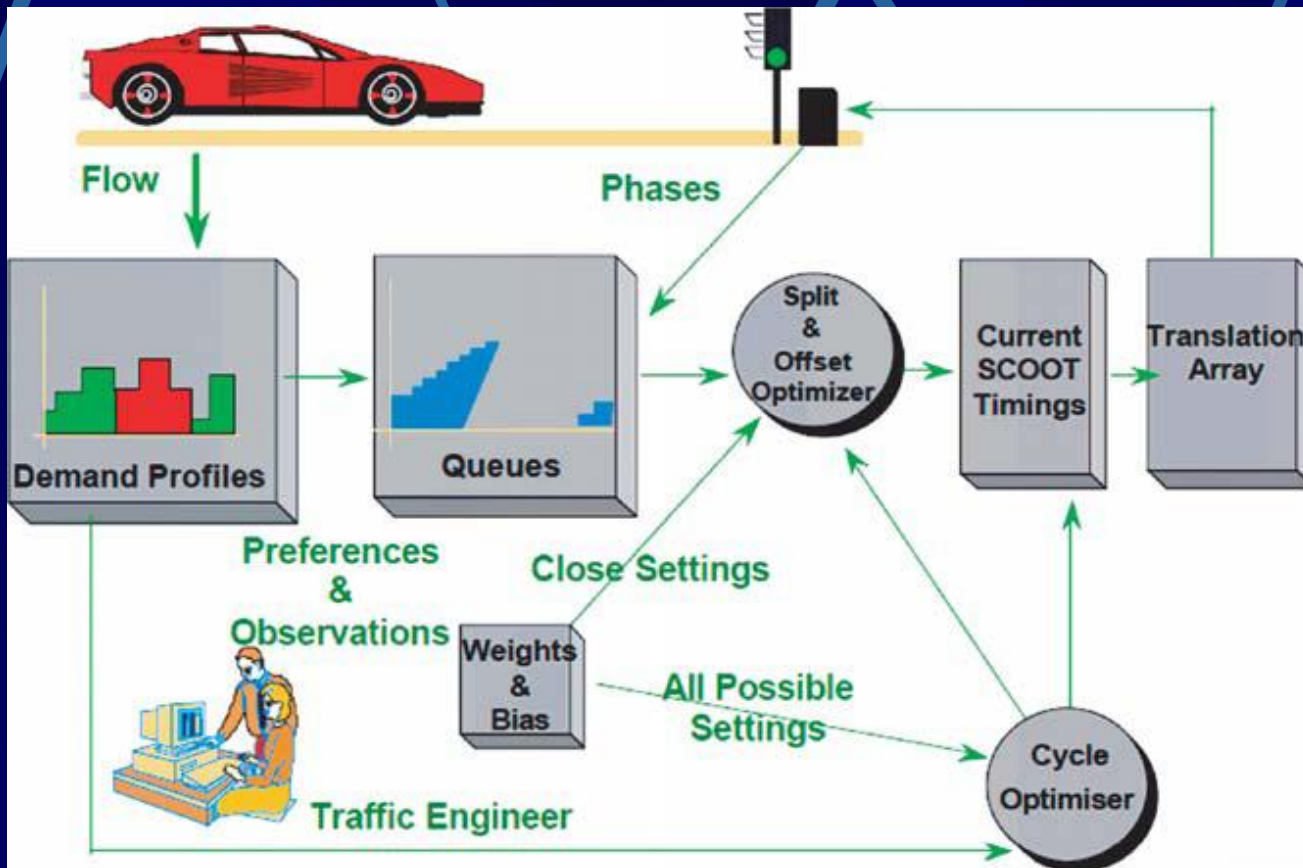 Flow
Phases
Demand Profiles
Queues
Split
&
Offset
Optimizer
Current
SCOOT
Timings
Translation
Array
Preferences
&
Observations
Close Settings
Weights
&
Bias
All Possible
Settings
Cycle
Optimiser
Traffic Engineer